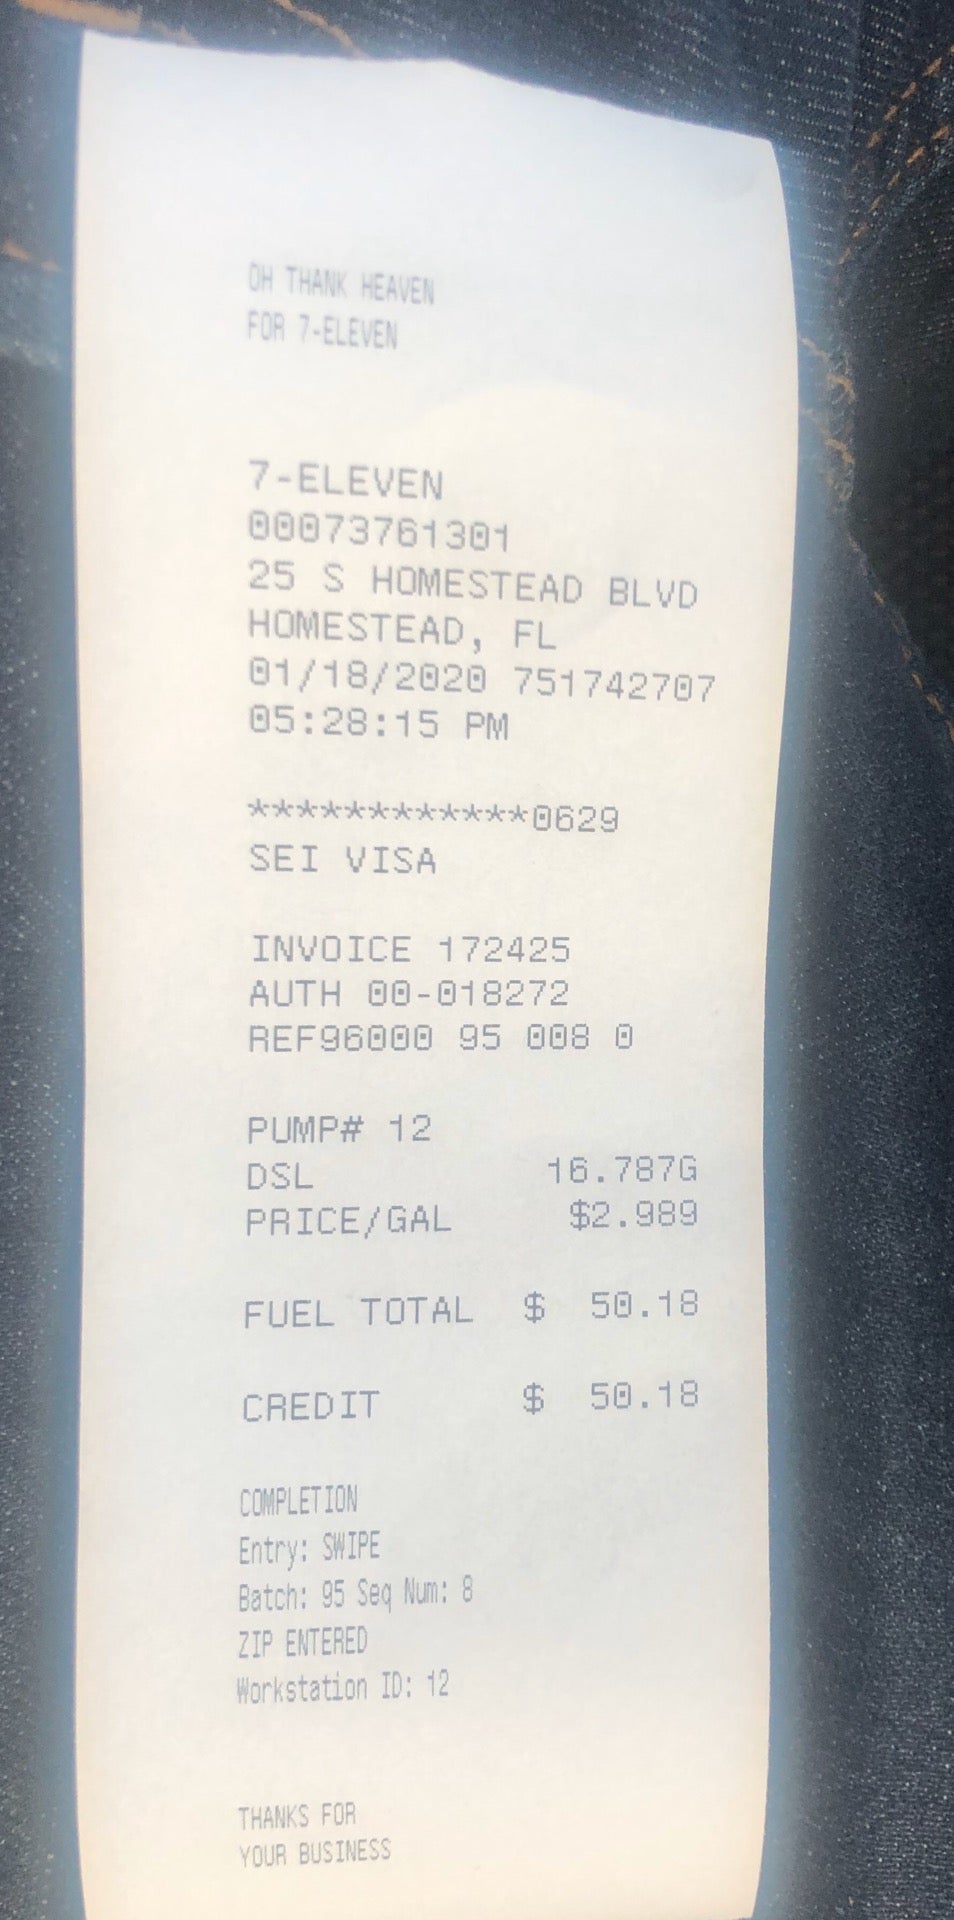 OH THANK HEAVEN
FOR 7-ELEVEN
7-ELEVEN
00073761301
25 S HOMESTEAD BLVD
HOMESTEAD, FL
01/18/2020 751742707
05:28:15 PM
************0629
SEI VISA
INVOICE 172425
AUTH 00-018272
REF96000 95 008 0
PUMP# 12
DSL 16.787G
PRICE/GAL $2.989
FUEL TOTAL $ 50.18
CREDIT $ 50.18
COMPLETION
Entry: SWIPE
Batch: 95 Seq Num: 8
ZIP ENTERED
Workstation ID: 12
THANKS FOR
YOUR BUSINESS